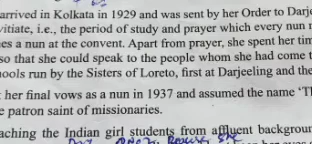 arrived in Kolkata in 1929 and was sent by her Order to Darje
vitiate, i.e., the period of study and prayer which every nun
es a nun at the convent. Apart from prayer, she spent her tim
so that she could speak to the people whom she had come t
ools run by the Sisters of Loreto, first at Darjeeling and the
her final vows as a nun in 1937 and assumed the name 'T
e patron saint of missionaries.
aching the Indian girl students from affluent backgroun